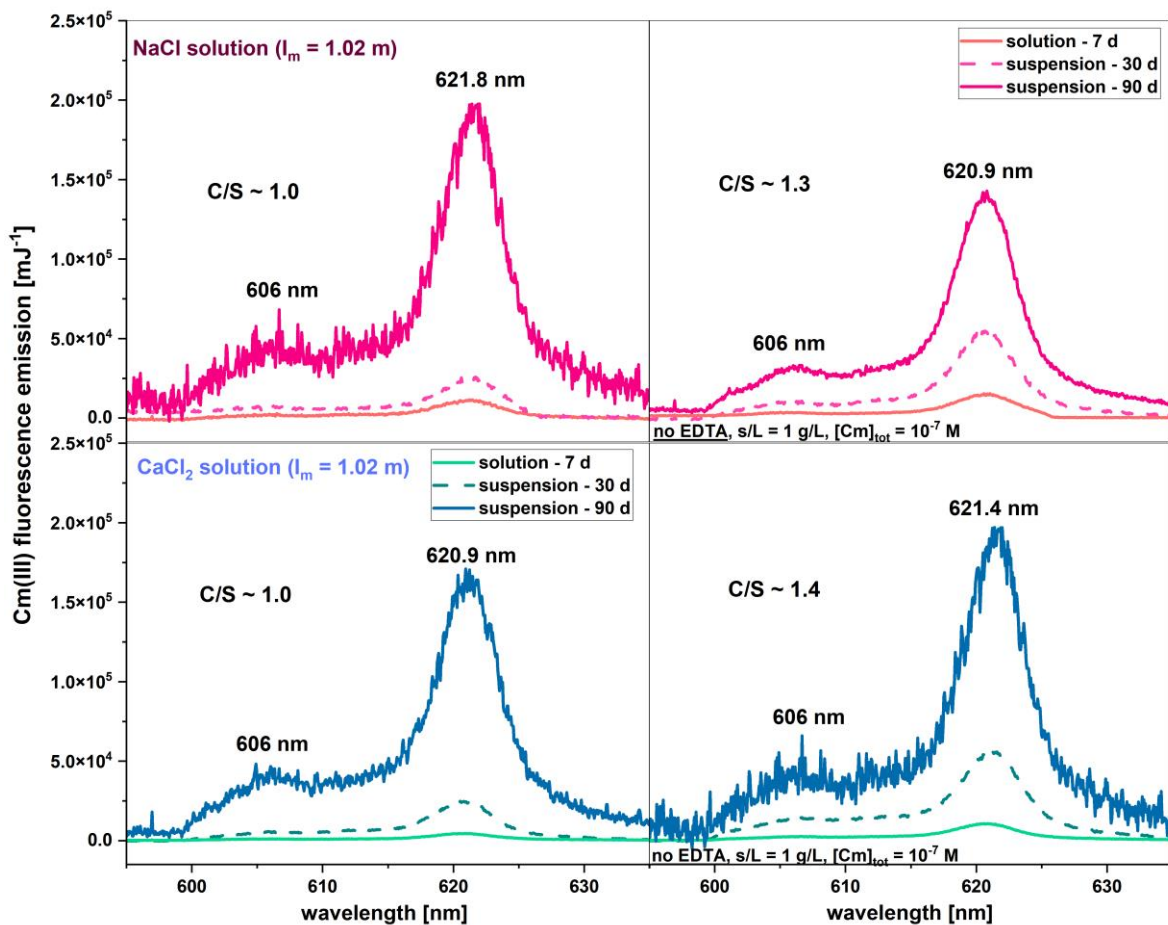 Cm(III) fluorescence emission [mJ⁻¹]
2.5×10⁵
2.0×10⁵
1.5×10⁵
1.0×10⁵
5.0×10⁴
0.0
NaCl solution (Iₘ = 1.02 m)
621.8 nm
C/S ~ 1.0
606 nm
solution - 7 d
suspension - 30 d
suspension - 90 d
620.9 nm
C/S ~ 1.3
606 nm
no EDTA, s/L = 1 g/L, [Cm]ₜₒₜ = 10⁻⁷ M
2.5×10⁵
2.0×10⁵
1.5×10⁵
1.0×10⁵
5.0×10⁴
0.0
CaCl₂ solution (Iₘ = 1.02 m)
solution - 7 d
suspension - 30 d
suspension - 90 d
620.9 nm
C/S ~ 1.0
606 nm
621.4 nm
C/S ~ 1.4
606 nm
no EDTA, s/L = 1 g/L, [Cm]ₜₒₜ = 10⁻⁷ M
600 610 620 630
600 610 620 630
wavelength [nm]
wavelength [nm]